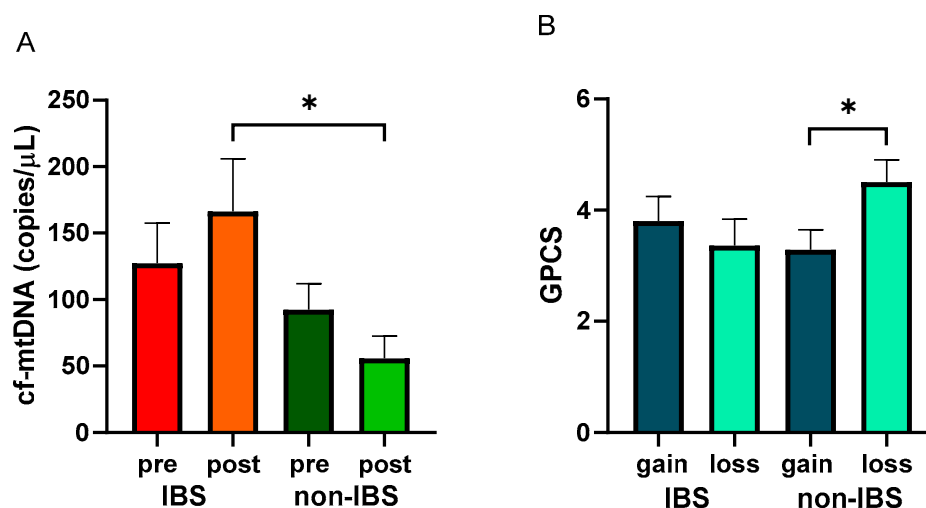 A
cf-mtDNA (copies/μL)
250
200
150
100
50
0
*
pre post pre post
IBS non-IBS
B
GPCS
6
4
2
0
*
gain loss gain loss
IBS non-IBS